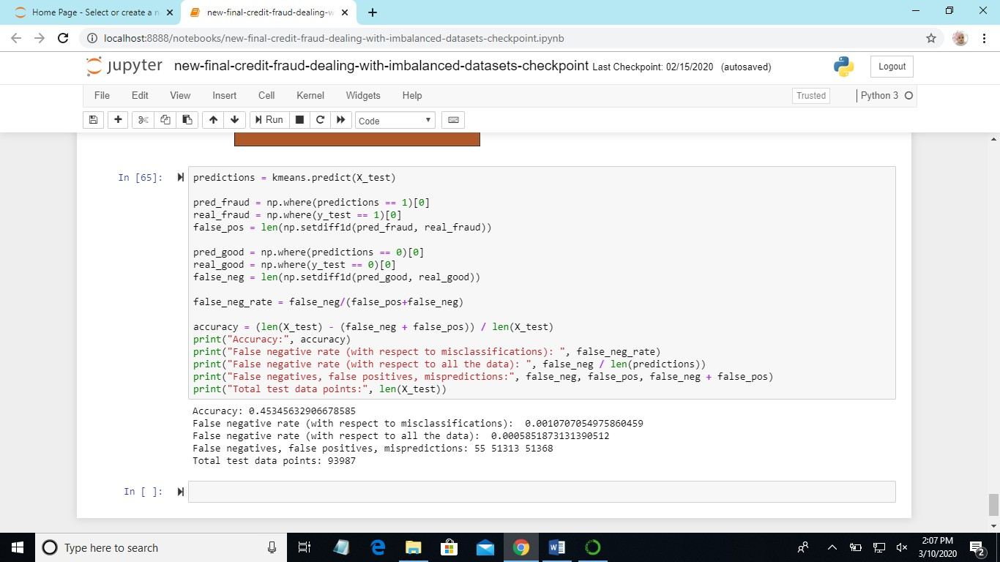 Home Page - Select or create a n
new-final-credit-fraud-dealing-w
localhost:8888/notebooks/new-final-credit-fraud-dealing-with-imbalanced-datasets-checkpoint.ipynb
jupyter new-final-credit-fraud-dealing-with-imbalanced-datasets-checkpoint Last Checkpoint: 02/15/2020 (autosaved)
Logout
File Edit View Insert Cell Kernel Widgets Help
Trusted
Python 3
Run
Code
In [65]:
predictions = kmeans.predict(X_test)
pred_fraud = np.where(predictions == 1)[0]
real_fraud = np.where(y_test == 1)[0]
false_pos = len(np.setdiff1d(pred_fraud, real_fraud))
pred_good = np.where(predictions == 0)[0]
real_good = np.where(y_test == 0)[0]
false_neg = len(np.setdiff1d(pred_good, real_good))
false_neg_rate = false_neg/(false_pos+false_neg)
accuracy = (len(X_test) - (false_neg + false_pos)) / len(X_test)
print("Accuracy:", accuracy)
print("False negative rate (with respect to misclassifications): ", false_neg_rate)
print("False negative rate (with respect to all the data): ", false_neg / len(predictions))
print("False negatives, false positives, mispredictions:", false_neg, false_pos, false_neg + false_pos)
print("Total test data points:", len(X_test))
Accuracy: 0.45345632906678585
False negative rate (with respect to misclassifications):  0.0010707054975860459
False negative rate (with respect to all the data):  0.0005851873131390512
False negatives, false positives, mispredictions: 55 51313 51368
Total test data points: 93987
In [ ]:
Type here to search
2:07 PM
3/10/2020
2